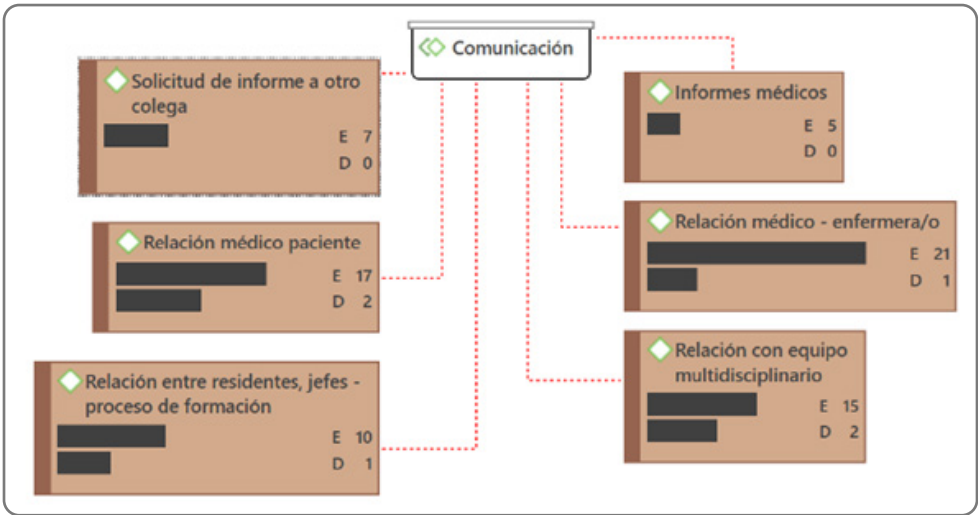 Comunicación
Solicitud de informe a otro
colega
E 7
D 0
Relación médico paciente
E 17
D 2
Relación entre residentes, jefes -
proceso de formación
E 10
D 1
Informes médicos
E 5
D 0
Relación médico - enfermera/o
E 21
D 1
Relación con equipo
multidisciplinario
E 15
D 2